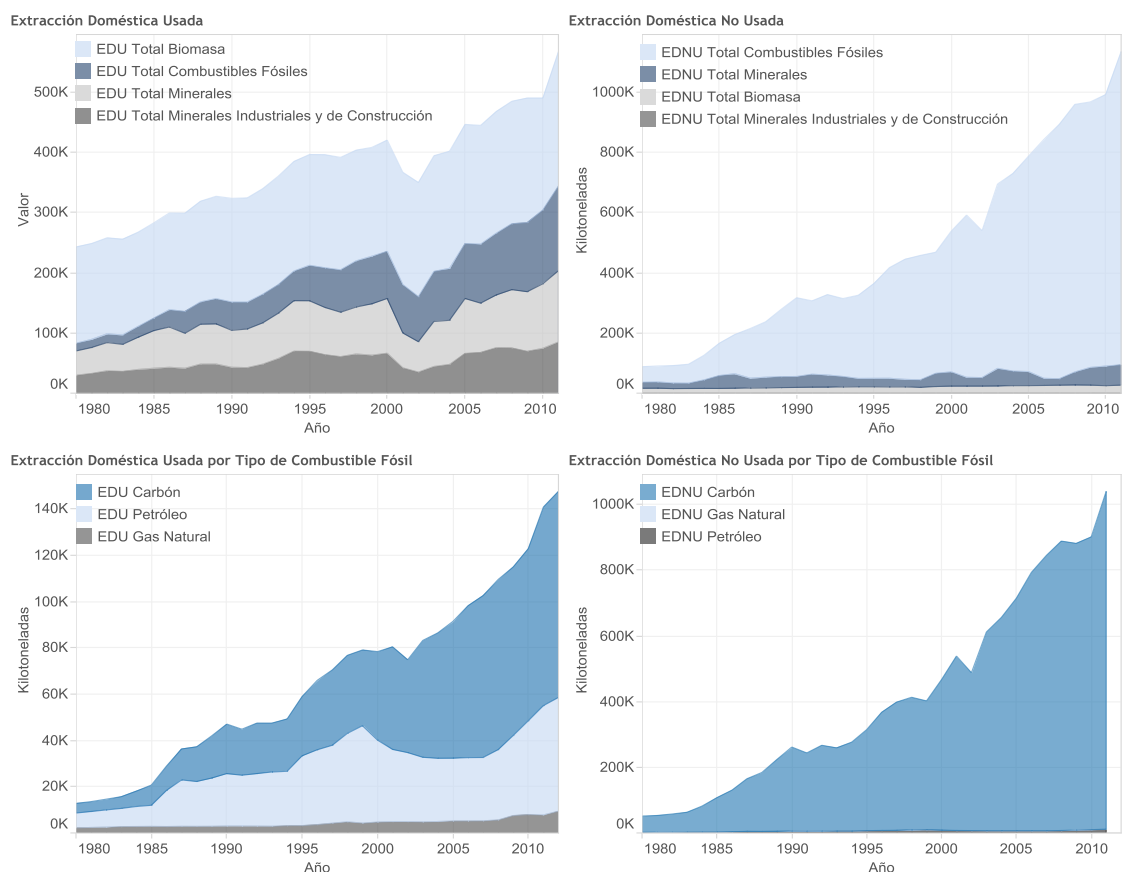 Extracción Doméstica Usada
EDU Total Biomasa
EDU Total Combustibles Fósiles
EDU Total Minerales
EDU Total Minerales Industriales y de Construcción
500K
400K
300K
200K
100K
0K
Valor
1980 1985 1990 1995 2000 2005 2010
Año
Extracción Doméstica No Usada
EDNU Total Combustibles Fósiles
EDNU Total Minerales
EDNU Total Biomasa
EDNU Total Minerales Industriales y de Construcción
1000K
800K
600K
400K
200K
0K
Kilotoneladas
1980 1985 1990 1995 2000 2005 2010
Año
Extracción Doméstica Usada por Tipo de Combustible Fósil
EDU Carbón
EDU Petróleo
EDU Gas Natural
140K
120K
100K
80K
60K
40K
20K
0K
Kilotoneladas
1980 1985 1990 1995 2000 2005 2010
Año
Extracción Doméstica No Usada por Tipo de Combustible Fósil
EDNU Carbón
EDNU Gas Natural
EDNU Petróleo
1000K
800K
600K
400K
200K
0K
Kilotoneladas
1980 1985 1990 1995 2000 2005 2010
Año